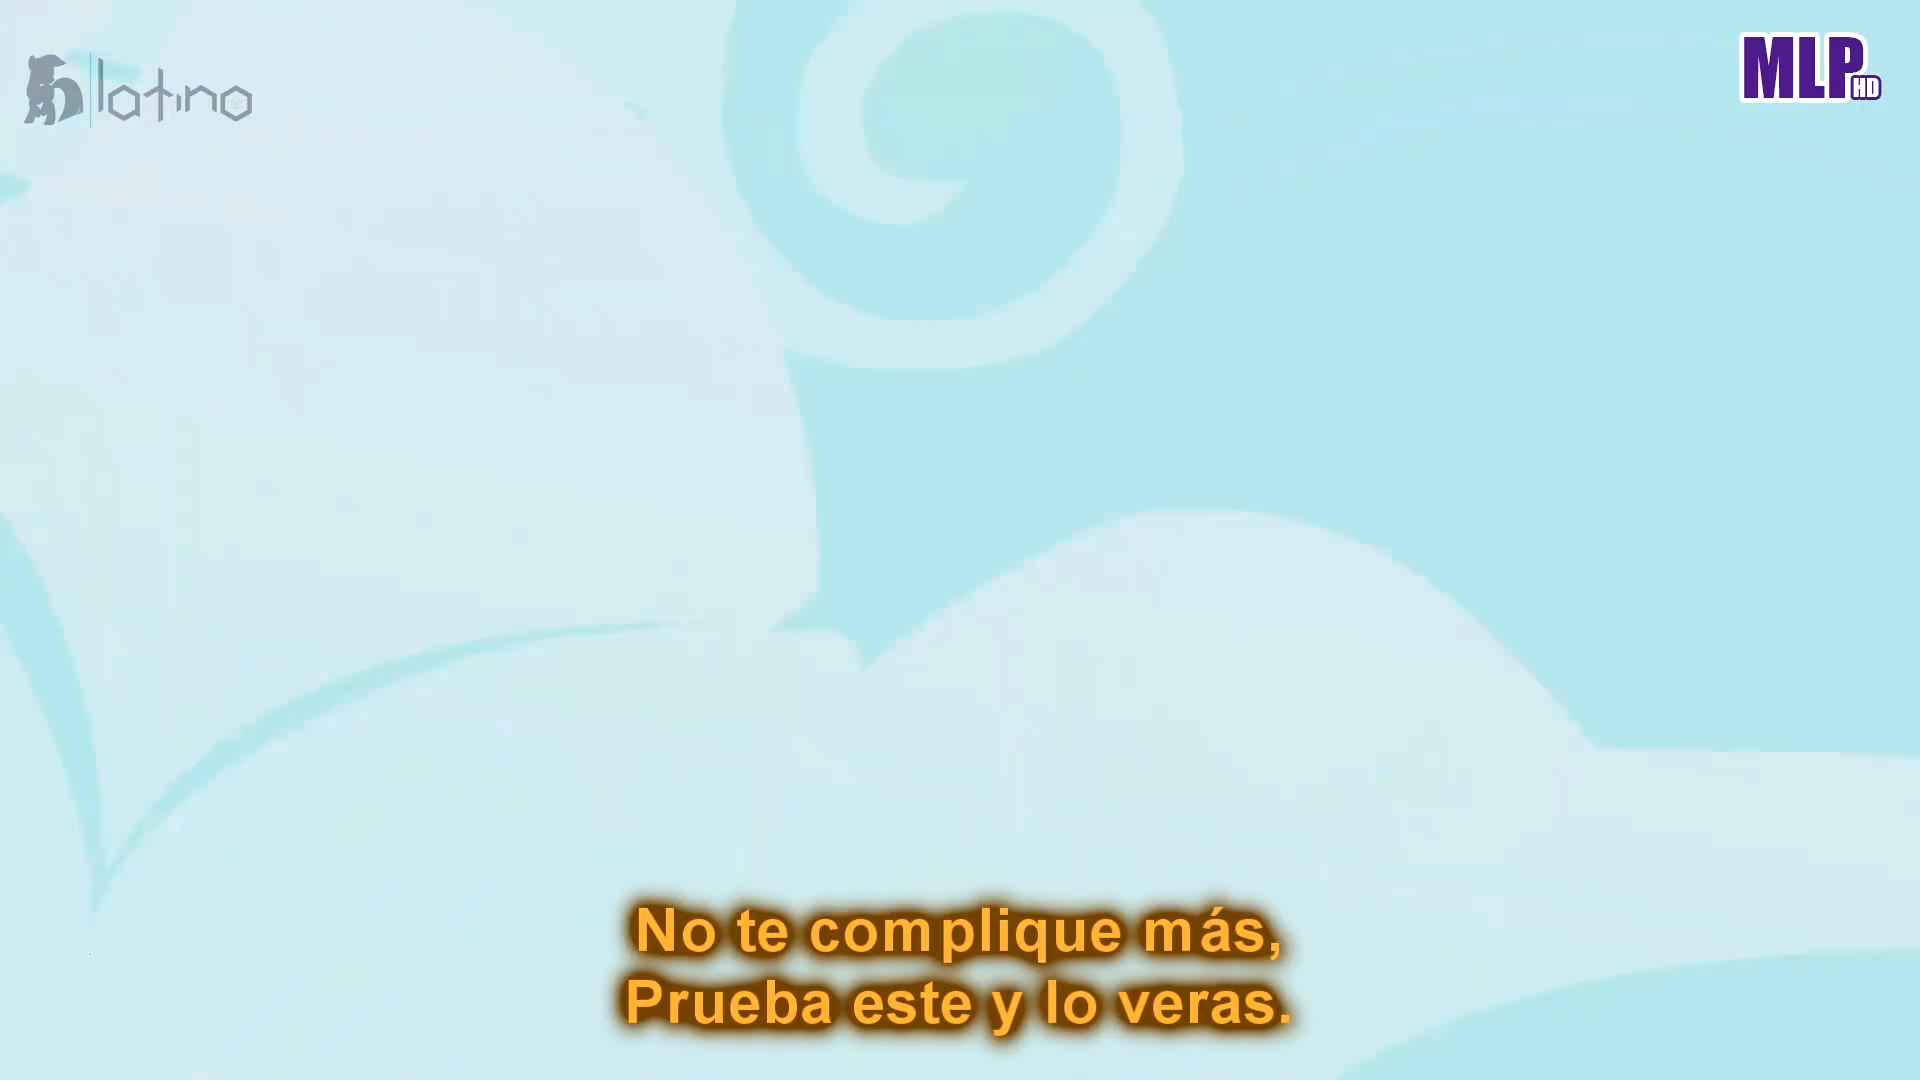 latino
MLP
HD
No te complique más,
Prueba este y lo veras.